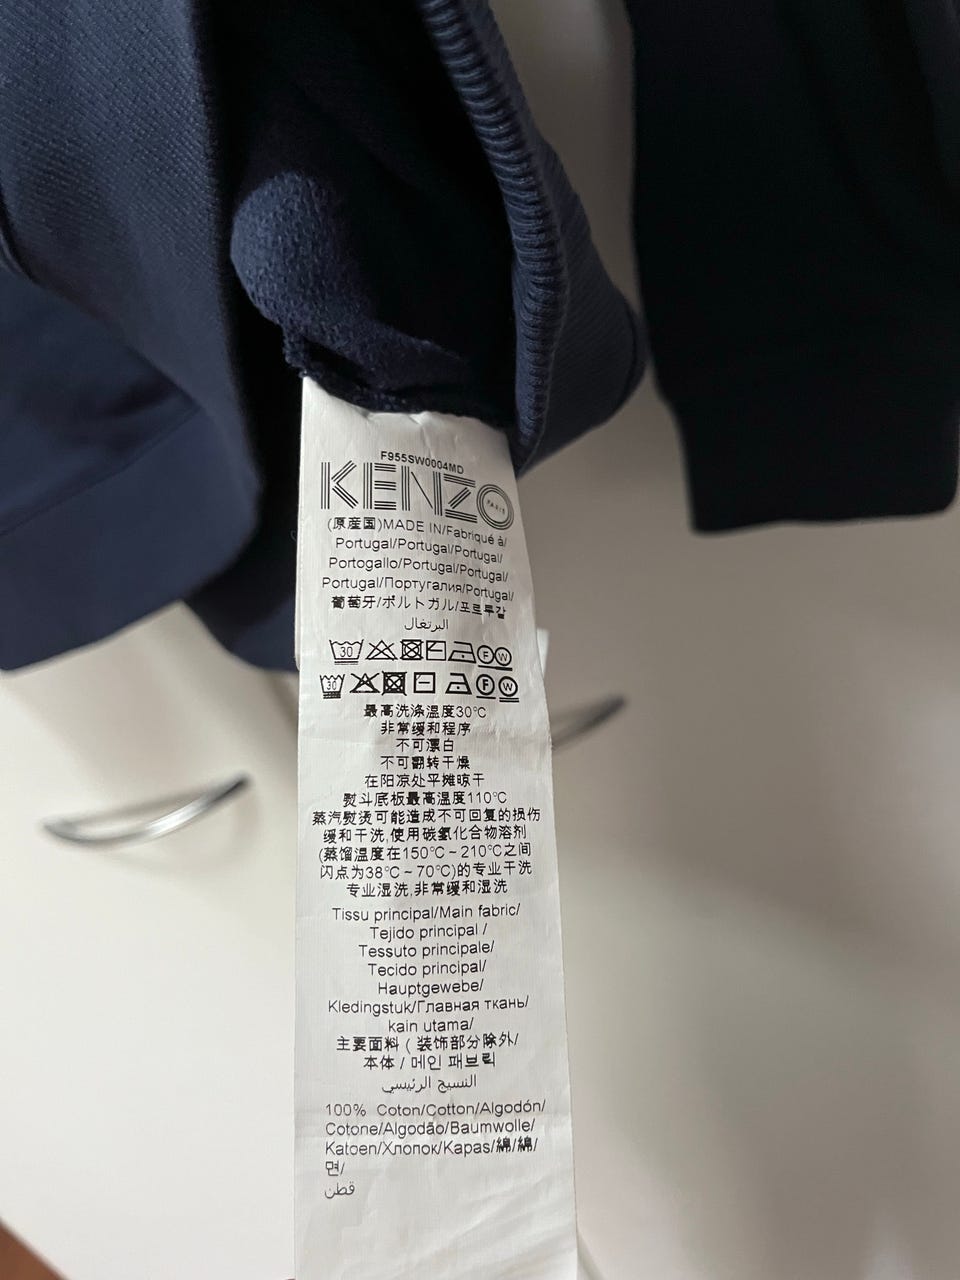 F955SW0004MD
KENZO
PARIS
(原産国)MADE IN/Fabriqué à/
Portugal/Portugal/Portugal/
Portogallo/Portugal/Portugal/
Portugal/Португалия/Portugal/
葡萄牙/ポルトガル/포르투갈
البرتغال
30 F W
30 F W
最高洗涤温度30℃
非常缓和程序
不可漂白
不可翻转干燥
在阳凉处平摊晾干
熨斗底板最高温度110℃
蒸汽熨烫可能造成不可回复的损伤
缓和干洗,使用碳氢化合物溶剂
(蒸馏温度在150℃~210℃之间
闪点为38℃~70℃)的专业干洗
专业湿洗,非常缓和湿洗
Tissu principal/Main fabric/
Tejido principal /
Tessuto principale/
Tecido principal/
Hauptgewebe/
Kledingstuk/Главная ткань/
kain utama/
主要面料 ( 装饰部分除外/
本体 / 메인 패브릭
النسيج الرئيسي
100% Coton/Cotton/Algodón/
Cotone/Algodão/Baumwolle/
Katoen/Хлопок/Kapas/綿/綿/
면/
قطن